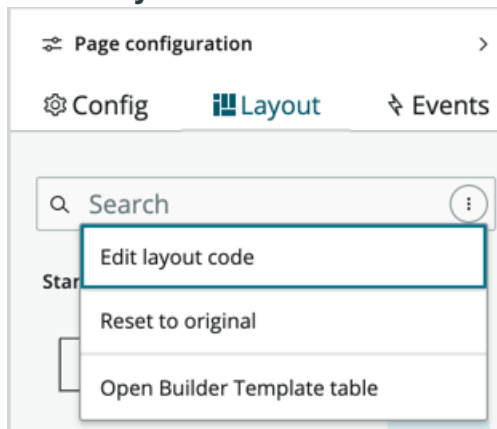 Page configuration
Config Layout Events
Search
Edit layout code
Star
Reset to original
Open Builder Template table